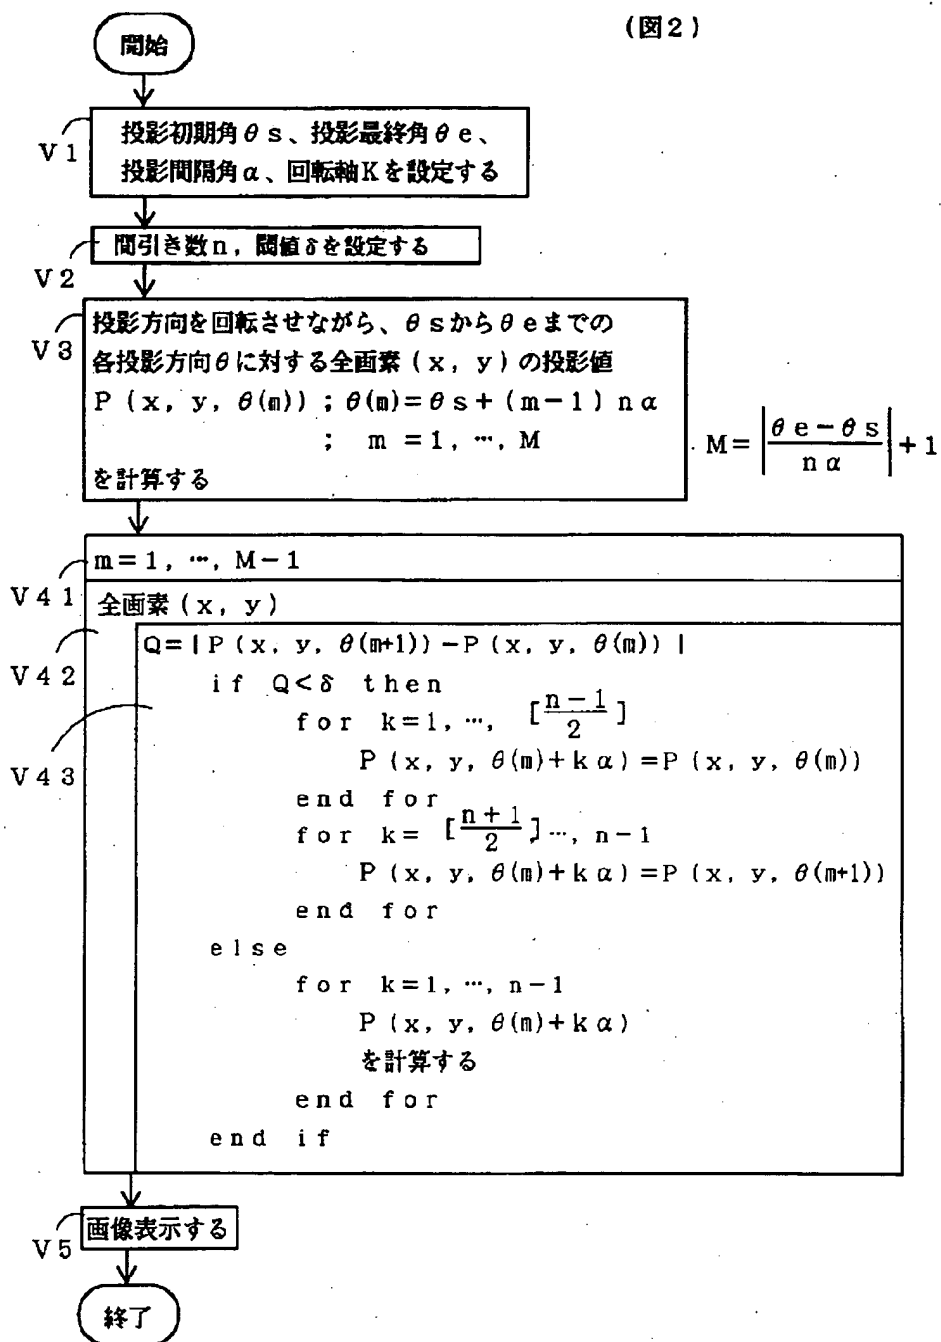 (図2)
開始
V1
投影初期角θs、投影最終角θe、
投影間隔角α、回転軸Kを設定する
V2
間引き数n,閾値δを設定する
V3
投影方向を回転させながら、θsからθeまでの
各投影方向θに対する全画素(x, y)の投影値
P(x, y, θ(m));θ(m)=θs+(m-1)nα
; m=1, …, M
を計算する
M=|(θe-θs)/(nα)|+1
V41
m=1, …, M-1
V42
全画素(x, y)
V43
Q=|P(x, y, θ(m+1))-P(x, y, θ(m))|
if Q<δ then
for k=1, …, [(n-1)/2]
P(x, y, θ(m)+kα)=P(x, y, θ(m))
end for
for k=[(n+1)/2]…, n-1
P(x, y, θ(m)+kα)=P(x, y, θ(m+1))
end for
else
for k=1, …, n-1
P(x, y, θ(m)+kα)
を計算する
end for
end if
V5
画像表示する
終了